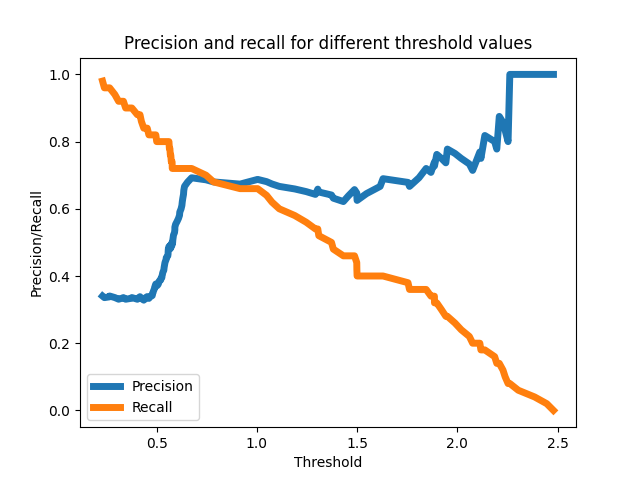 Precision and recall for different threshold values
1.0
0.8
0.6
0.4
0.2
0.0
Precision/Recall
Precision
Recall
0.5
1.0
1.5
2.0
2.5
Threshold